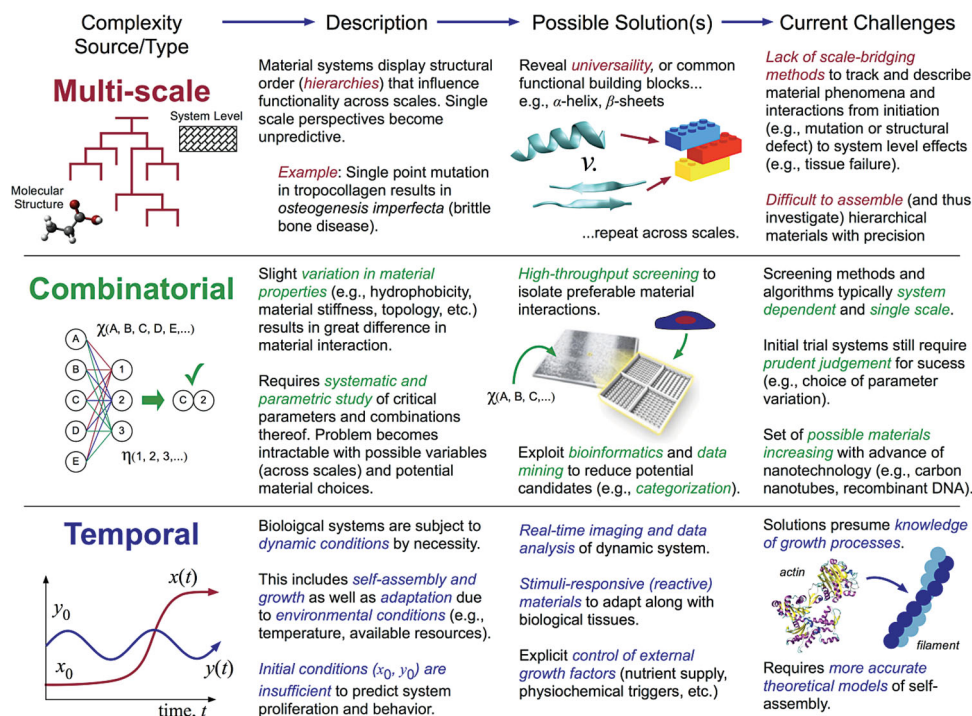 Complexity
Source/Type
Description
Possible Solution(s)
Current Challenges
Multi-scale
System Level
Molecular
Structure
Material systems display structural
order (hierarchies) that influence
functionality across scales. Single
scale perspectives become
unpredictive.
Example: Single point mutation
in tropocollagen results in
osteogenesis imperfecta (brittle
bone disease).
Reveal universaility, or common
functional building blocks...
e.g., α-helix, β-sheets
v.
...repeat across scales.
Lack of scale-bridging
methods to track and describe
material phenomena and
interactions from initiation
(e.g., mutation or structural
defect) to system level effects
(e.g., tissue failure).
Difficult to assemble (and thus
investigate) hierarchical
materials with precision
Combinatorial
χ(A, B, C, D, E,...)
A
B
C
D
E
1
2
3
C 2
η(1, 2, 3,...)
Slight variation in material
properties (e.g., hydrophobicity,
material stiffness, topology, etc.)
results in great difference in
material interaction.
Requires systematic and
parametric study of critical
parameters and combinations
thereof. Problem becomes
intractable with possible variables
(across scales) and potential
material choices.
High-throughput screening to
isolate preferable material
interactions.
χ(A, B, C,...)
Exploit bioinformatics and data
mining to reduce potential
candidates (e.g., categorization).
Screening methods and
algorithms typically system
dependent and single scale.
Initial trial systems still require
prudent judgement for sucess
(e.g., choice of parameter
variation).
Set of possible materials
increasing with advance of
nanotechnology (e.g., carbon
nanotubes, recombinant DNA).
Temporal
x(t)
y0
x0
y(t)
time, t
Bioloigcal systems are subject to
dynamic conditions by necessity.
This includes self-assembly and
growth as well as adaptation due
to environmental conditions (e.g.,
temperature, available resources).
Initial conditions (x0, y0) are
insufficient to predict system
proliferation and behavior.
Real-time imaging and data
analysis of dynamic system.
Stimuli-responsive (reactive)
materials to adapt along with
biological tissues.
Explicit control of external
growth factors (nutrient supply,
physiochemical triggers, etc.)
Solutions presume knowledge
of growth processes.
actin
filament
Requires more accurate
theoretical models of self-
assembly.